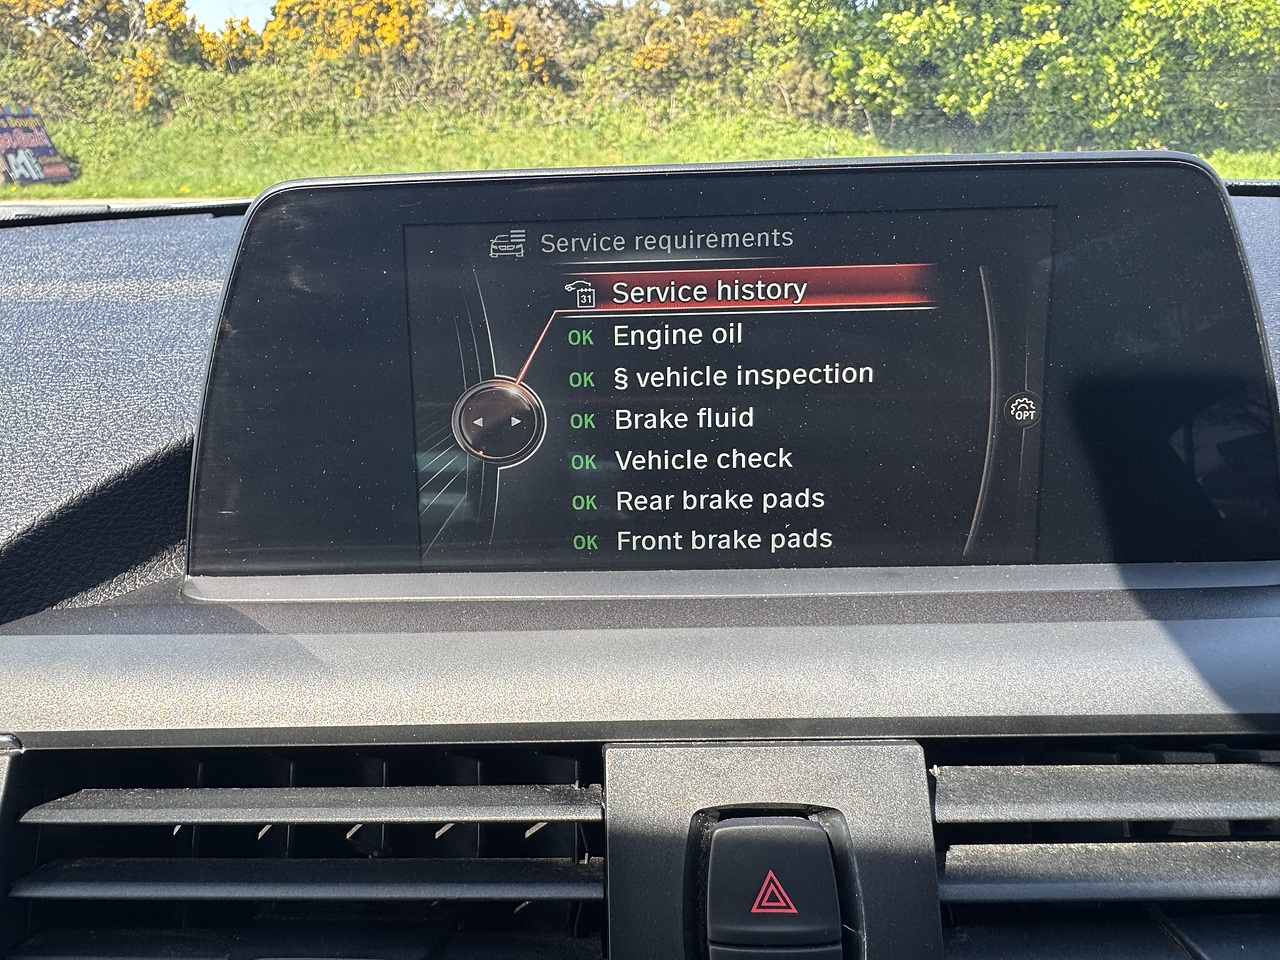 Service requirements
31 Service history
OK Engine oil
OK § vehicle inspection
OK Brake fluid
OK Vehicle check
OK Rear brake pads
OK Front brake pads
OPT